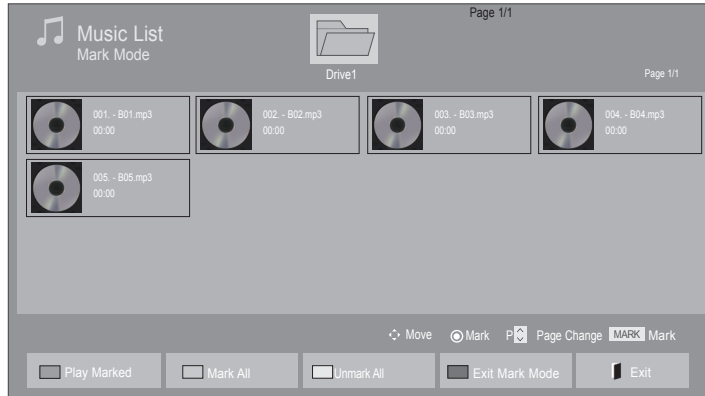 Page 1/1
Music List
Mark Mode
Drive1
Page 1/1
001. - B01.mp3
00:00
002. - B02.mp3
00:00
003. - B03.mp3
00:00
004. - B04.mp3
00:00
005. - B05.mp3
00:00
Move Mark P Page Change MARK Mark
Play Marked Mark All Unmark All Exit Mark Mode Exit